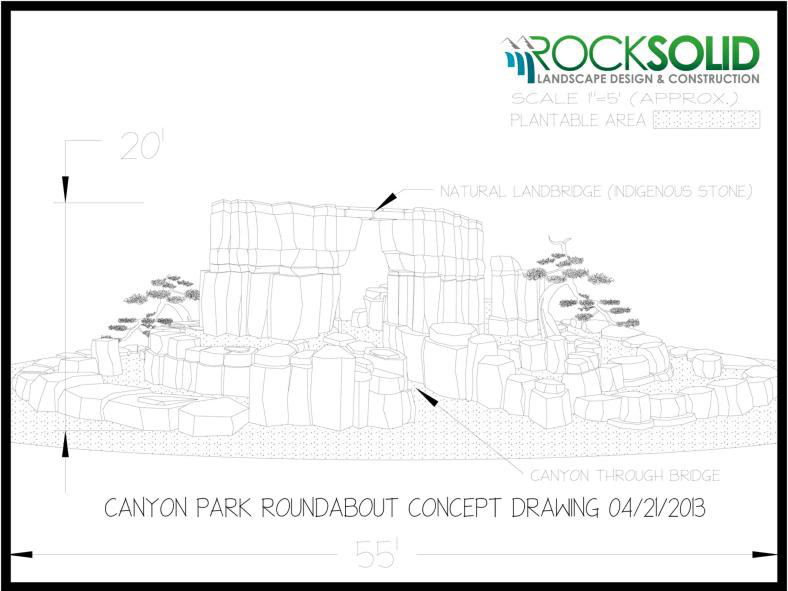 ROCKSOLID
LANDSCAPE DESIGN & CONSTRUCTION
SCALE 1"=5' (APPROX.)
PLANTABLE AREA
20'
NATURAL LANDBRIDGE (INDIGENOUS STONE)
CANYON THROUGH BRIDGE
CANYON PARK ROUNDABOUT CONCEPT DRAWING 04/21/2013
55'